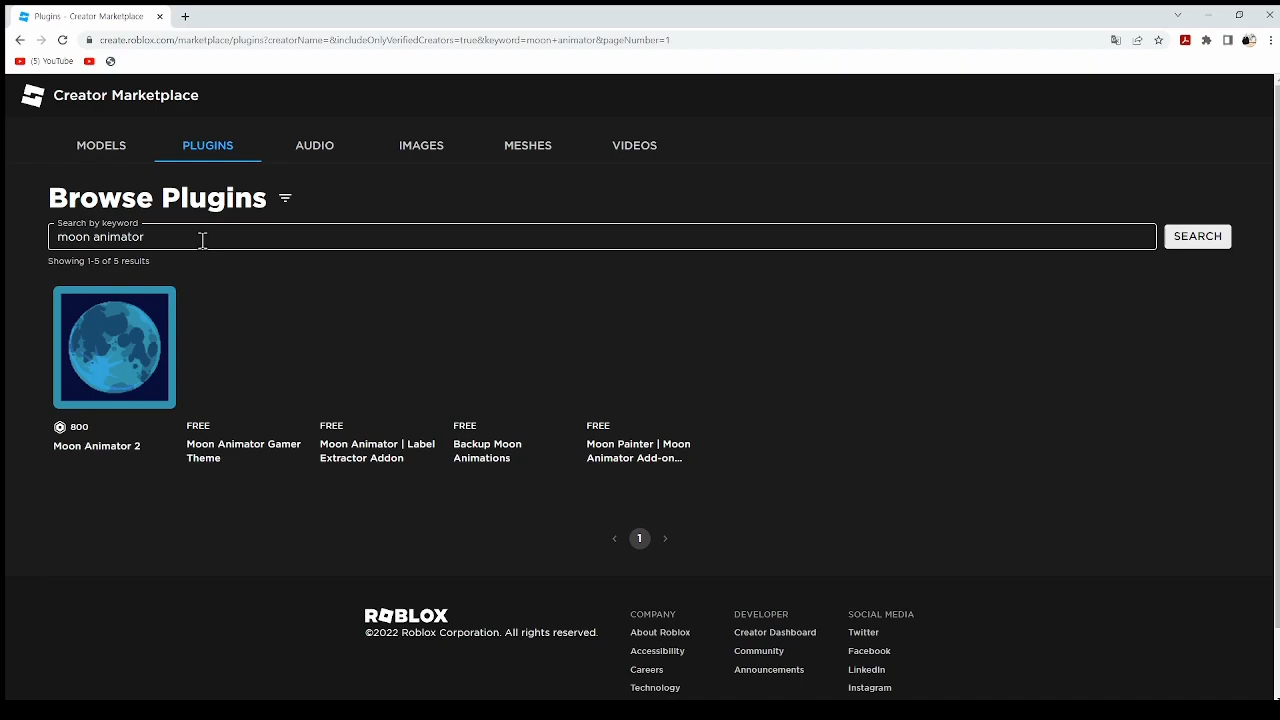 Plugins - Creator Marketplace
create.roblox.com/marketplace/plugins?creatorName=&includeOnlyVerifiedCreators=true&keyword=moon+animator&pageNumber=1
(5) YouTube
Creator Marketplace
MODELS
PLUGINS
AUDIO
IMAGES
MESHES
VIDEOS
Browse Plugins
Search by keyword
moon animator
SEARCH
Showing 1-5 of 5 results
800
Moon Animator 2
FREE
Moon Animator Gamer
Theme
FREE
Moon Animator | Label
Extractor Addon
FREE
Backup Moon
Animations
FREE
Moon Painter | Moon
Animator Add-on...
1
ROBLOX
©2022 Roblox Corporation. All rights reserved.
COMPANY
About Roblox
Accessibility
Careers
Technology
DEVELOPER
Creator Dashboard
Community
Announcements
SOCIAL MEDIA
Twitter
Facebook
LinkedIn
Instagram